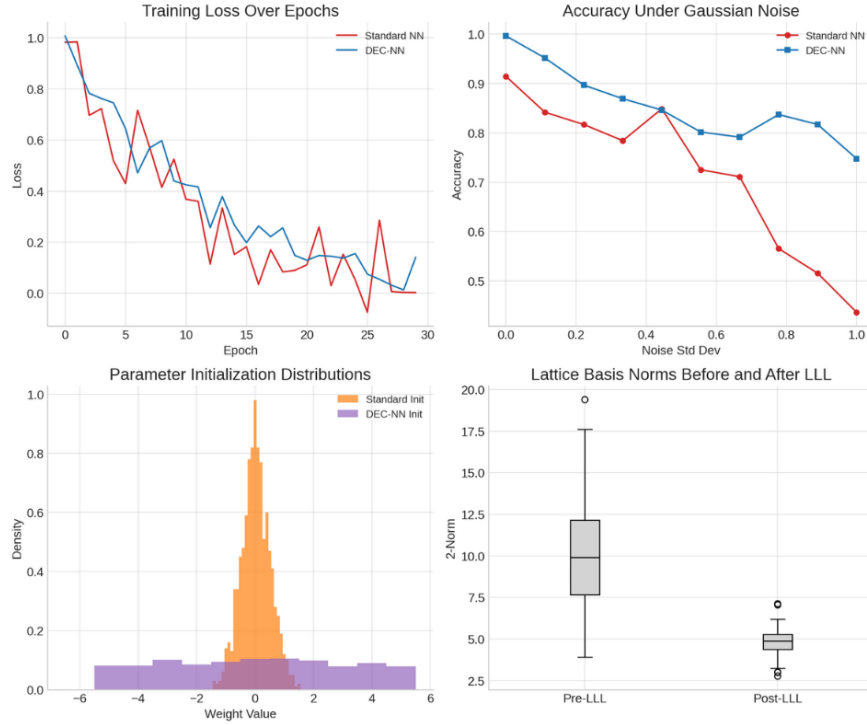 Training Loss Over Epochs
1.0
0.8
0.6
0.4
0.2
0.0
Loss
0
5
10
15
20
25
30
Epoch
Standard NN
DEC-NN
Accuracy Under Gaussian Noise
1.0
0.9
0.8
0.7
0.6
0.5
Accuracy
0.0
0.2
0.4
0.6
0.8
1.0
Noise Std Dev
Standard NN
DEC-NN
Parameter Initialization Distributions
1.0
0.8
0.6
0.4
0.2
0.0
Density
−6
−4
−2
0
2
4
6
Weight Value
Standard Init
DEC-NN Init
Lattice Basis Norms Before and After LLL
20.0
17.5
15.0
12.5
10.0
7.5
5.0
2.5
2-Norm
Pre-LLL
Post-LLL